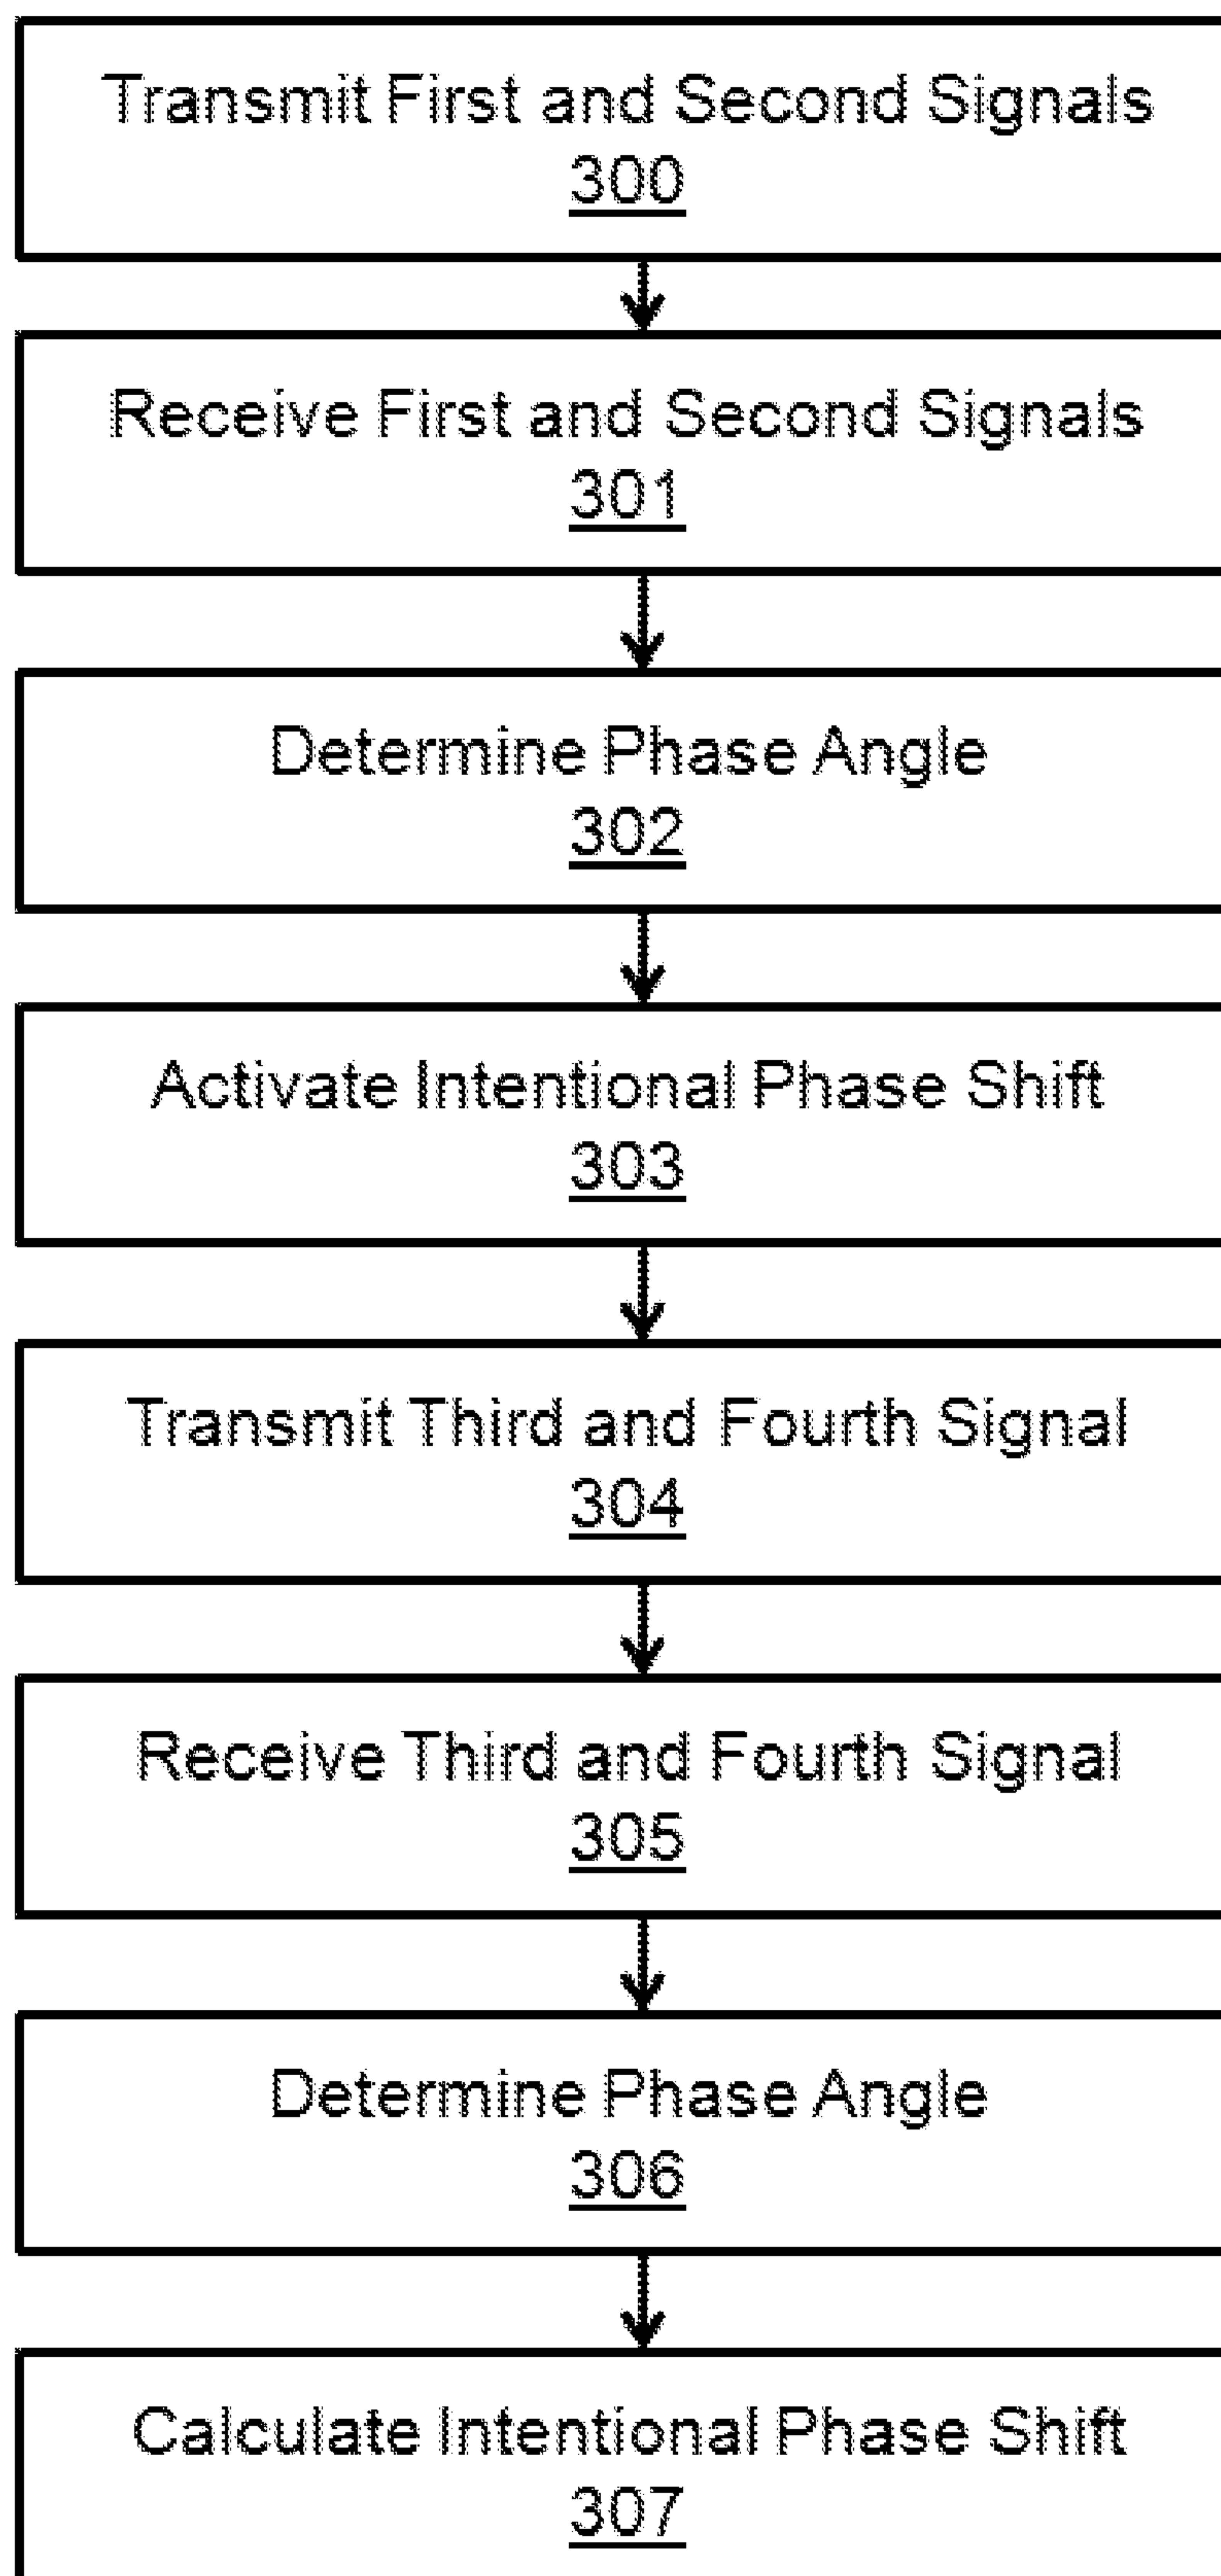 Transmit First and Second Signals
300
Receive First and Second Signals
301
Determine Phase Angle
302
Activate Intentional Phase Shift
303
Transmit Third and Fourth Signal
304
Receive Third and Fourth Signal
305
Determine Phase Angle
306
Calculate Intentional Phase Shift
307